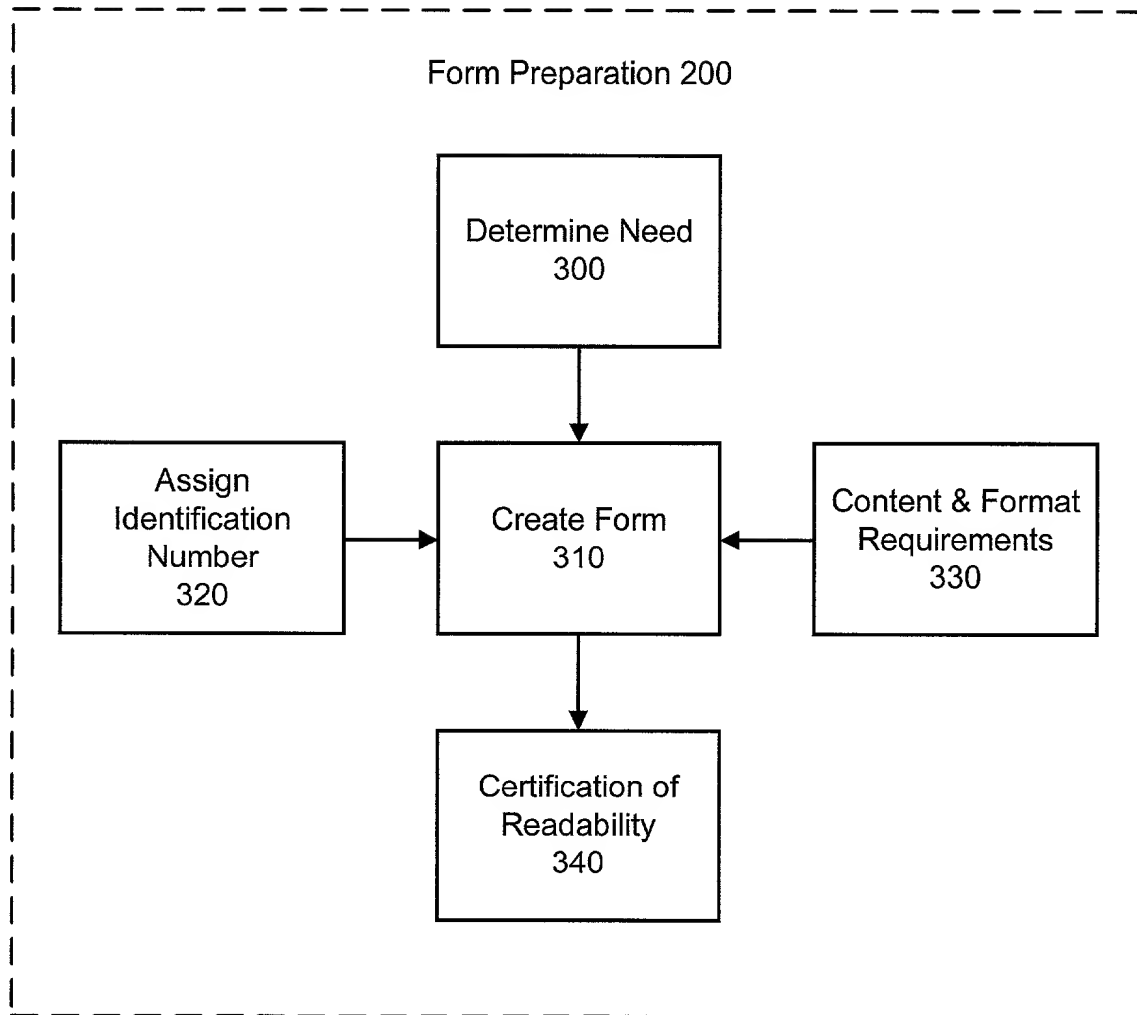 Form Preparation 200
Determine Need
300
Assign
Identification
Number
320
Create Form
310
Content & Format
Requirements
330
Certification of
Readability
340